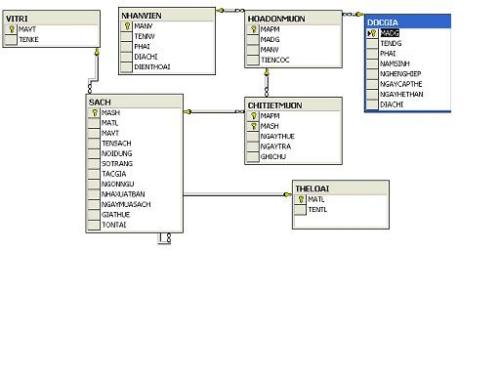 VITRI
MAVT
TENKE
NHANVIEN
MANV
TENNV
PHAI
DIACHI
DIENTHOAI
HOADONMUON
MAPM
MADG
MANV
TIENCOC
DOCGIA
MADG
TENDG
PHAI
NAMSINH
NGHENGHIEP
NGAYCAPTHE
NGAYHETHAN
DIACHI
SACH
MASH
MATL
MAVT
TENSACH
NOIDUNG
SOTRANG
TACGIA
NGONNGU
NHAXUATBAN
NGAYMUASACH
GIATHUE
TONTAI
CHITIETMUON
MAPM
MASH
NGAYTHUE
NGAYTRA
GHICHU
THELOAI
MATL
TENTL